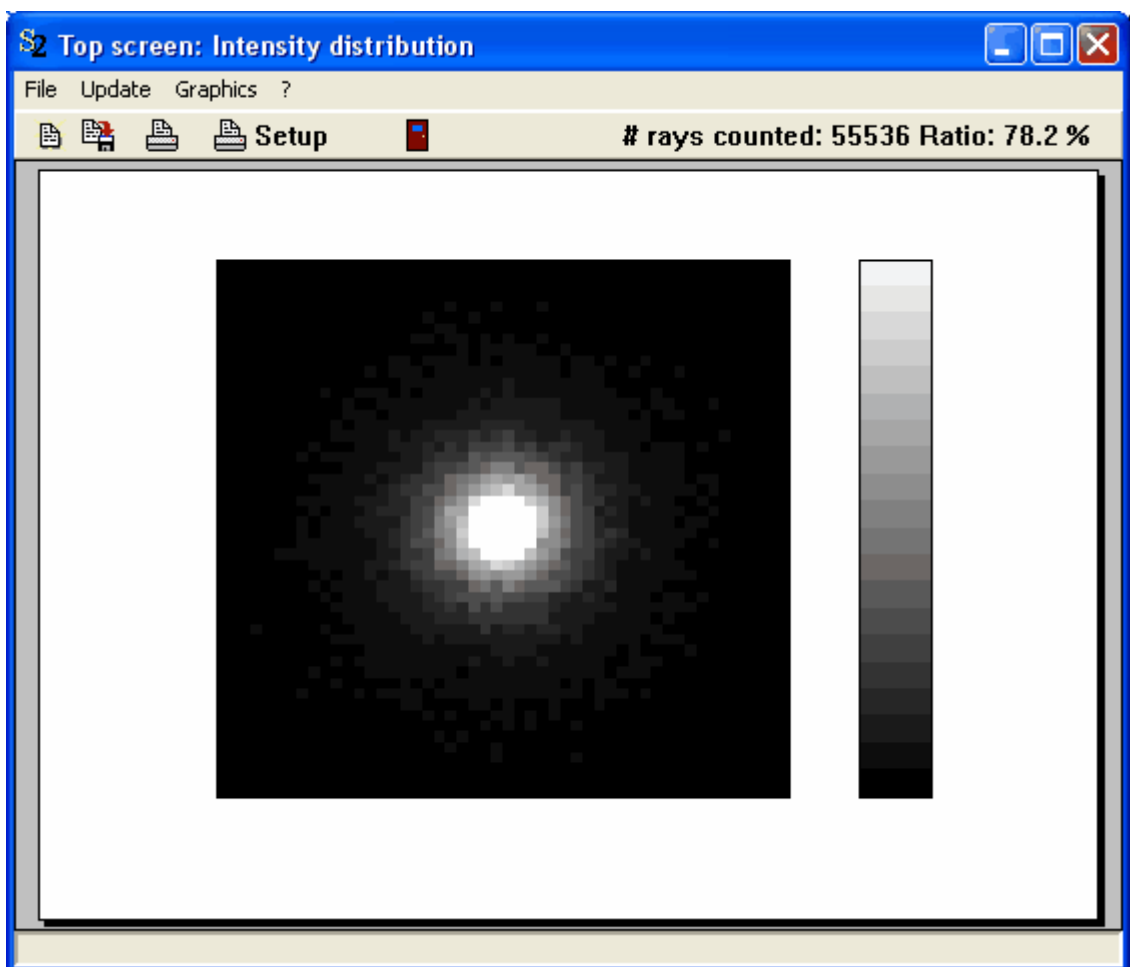 S2 Top screen: Intensity distribution
File Update Graphics ?
Setup # rays counted: 55536 Ratio: 78.2 %